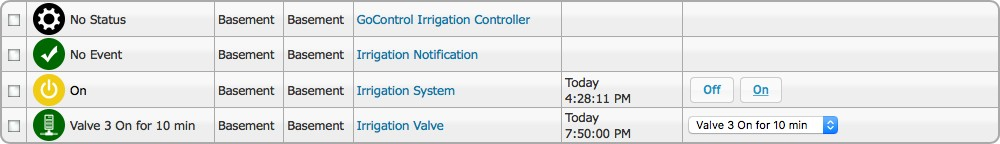 No Status Basement Basement GoControl Irrigation Controller
No Event Basement Basement Irrigation Notification
On Basement Basement Irrigation System Today 4:28:11 PM Off On
Valve 3 On for 10 min Basement Basement Irrigation Valve Today 7:50:00 PM Valve 3 On for 10 min